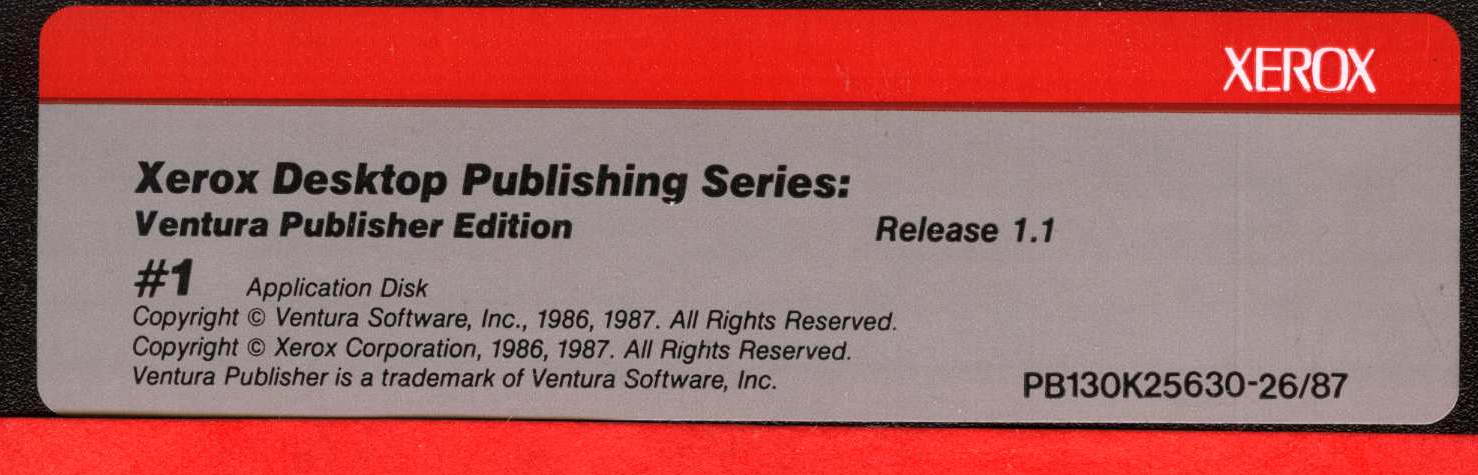 XEROX
Xerox Desktop Publishing Series:
Ventura Publisher Edition Release 1.1
#1 Application Disk
Copyright © Ventura Software, Inc., 1986, 1987. All Rights Reserved.
Copyright © Xerox Corporation, 1986, 1987. All Rights Reserved.
Ventura Publisher is a trademark of Ventura Software, Inc.
PB130K25630-26/87